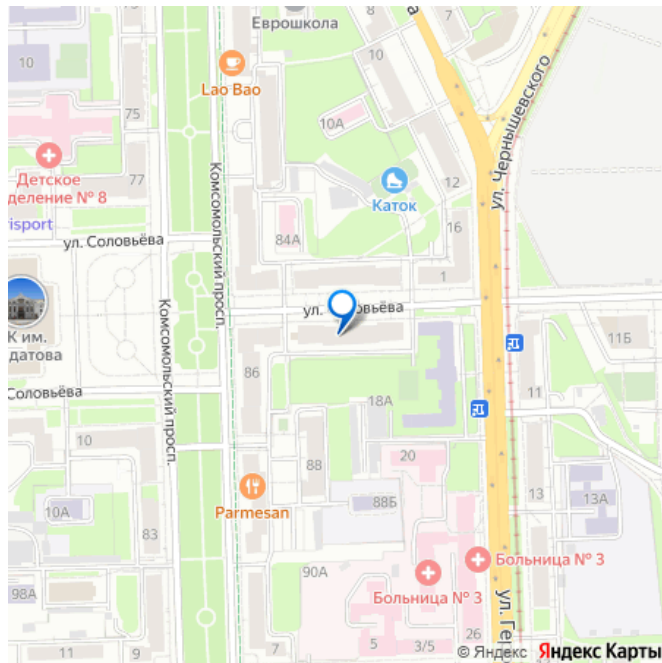 Еврошкола
8
а
10
10
Lao Bao
ул. Чернышевского
75
10А
Детское
деление № 8
77
Комсомольский просп.
Каток
12
risport
ул. Соловьёва
84А
16
1
К им.
датова
Комсомольский просп.
ул.
овьёва
11Б
86
Соловьёва
18А
11
10
88
20
13
13А
Parmesan
88Б
10А
83
Больница № 3
90А
Больница № 3
98А
ул. Ге
11
9
7
5
3/5
26
© Яндекс
Яндекс Карты